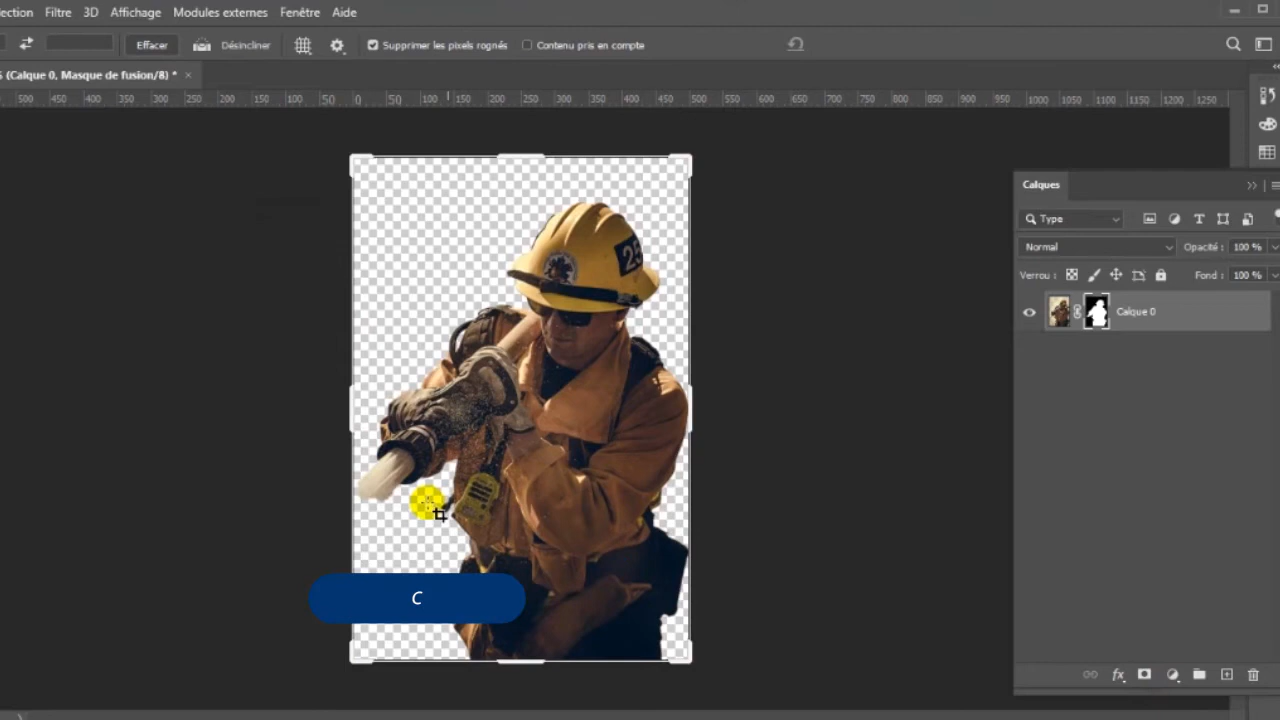 lection Filtre 3D Affichage Modules externes Fenêtre Aide
Effacer Désincliner Supprimer les pixels rognés Contenu pris en compte
(Calque 0, Masque de fusion/8) * ×
500 450 400 350 300 250 200 150 100 50 0 50 100 150 200 250 300 350 400 450 500 550 600 650 700 750 800 850 900 950 1000 1050 1100 1150 1200 1250
Calques
Type
Normal Opacité : 100 %
Verrou : Fond : 100 %
Calque 0
25
C
fx